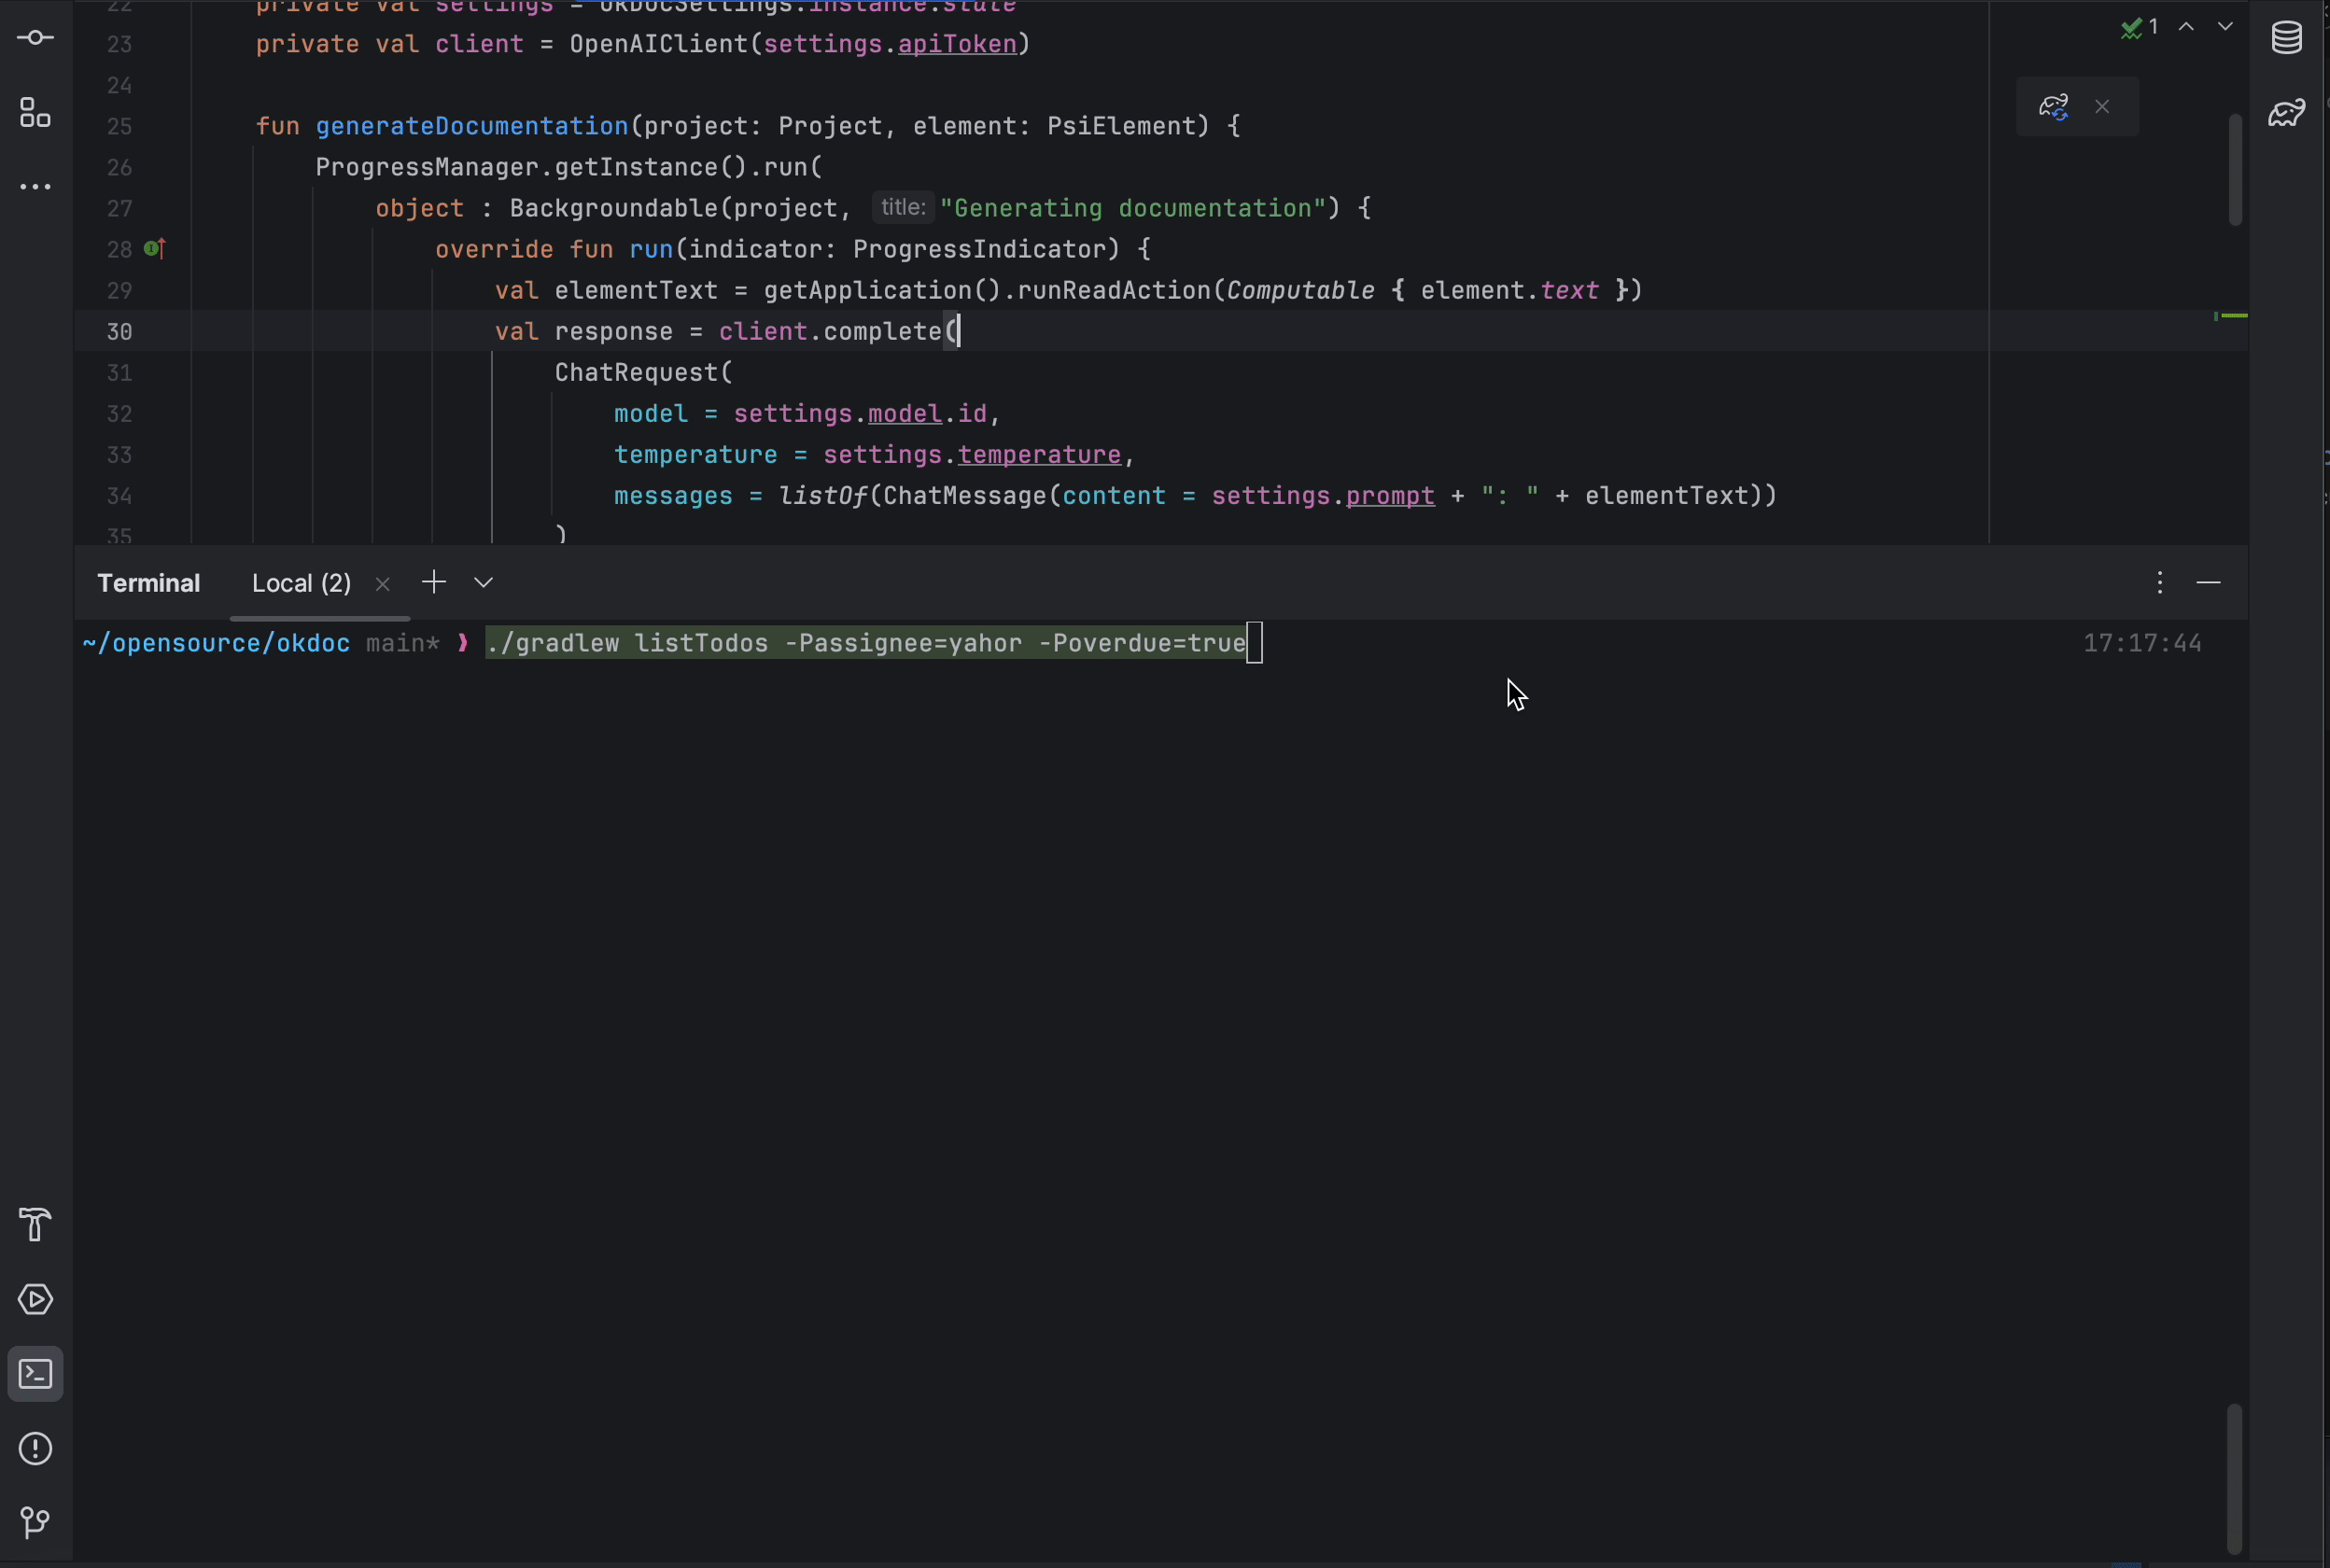 22 private val settings = OkDocSettings.instance.state
23 private val client = OpenAIClient(settings.apiToken)
1
24
25 fun generateDocumentation(project: Project, element: PsiElement) {
26 ProgressManager.getInstance().run(
27 object : Backgroundable(project, title: "Generating documentation") {
28 override fun run(indicator: ProgressIndicator) {
29 val elementText = getApplication().runReadAction(Computable { element.text })
30 val response = client.complete(
31 ChatRequest(
32 model = settings.model.id,
33 temperature = settings.temperature,
34 messages = listOf(ChatMessage(content = settings.prompt + ": " + elementText))
35 )
Terminal Local (2)
~/opensource/okdoc main* ❱ ./gradlew listTodos -Passignee=yahor -Poverdue=true 17:17:44